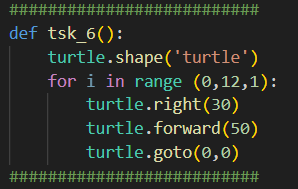 ##########################
def tsk_6():
    turtle.shape('turtle')
    for i in range (0,12,1):
        turtle.right(30)
        turtle.forward(50)
        turtle.goto(0,0)
##########################